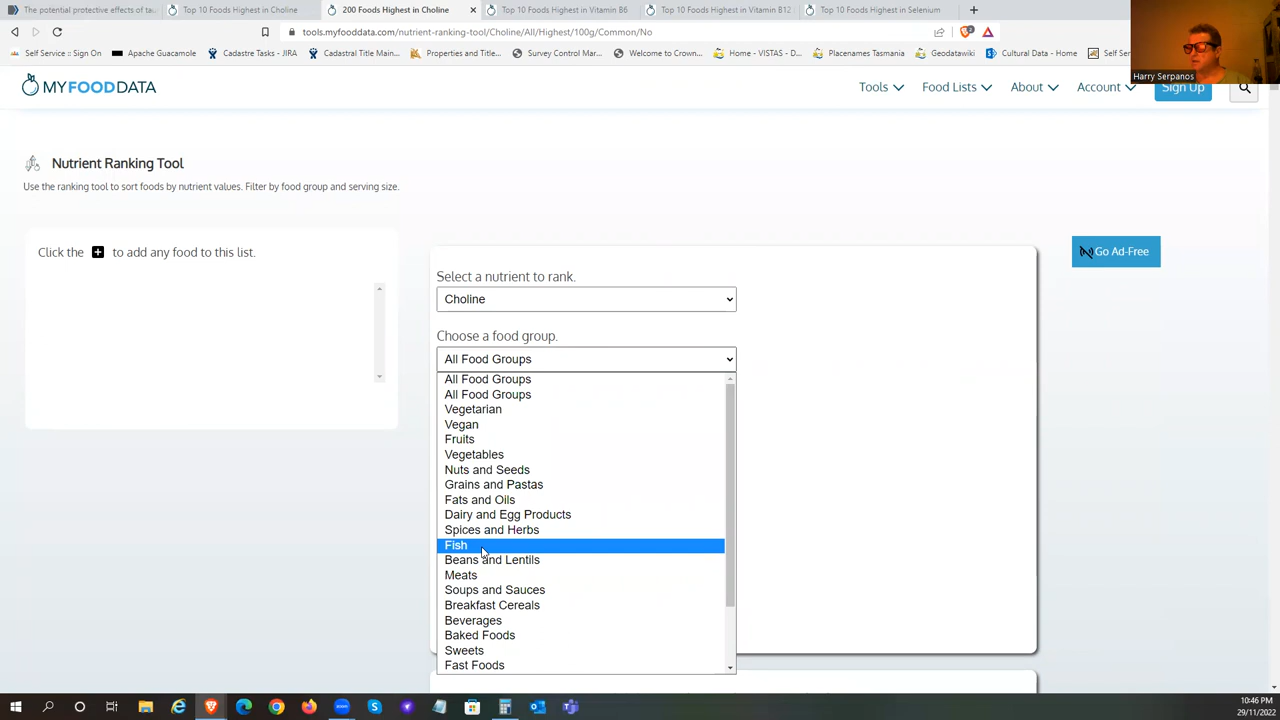 The potential protective effects of tau
Top 10 Foods Highest in Choline
200 Foods Highest in Choline
Top 10 Foods Highest in Vitamin B6
Top 10 Foods Highest in Vitamin B12
Top 10 Foods Highest in Selenium
tools.myfooddata.com/nutrient-ranking-tool/Choline/All/Highest/100g/Common/No
Self Service :: Sign On
Apache Guacamole
Cadastre Tasks - JIRA
Cadastral Title Main...
Properties and Title...
Survey Control Mar...
Welcome to Crown...
Home - VISTAS - D...
Placenames Tasmania
Geodatawiki
Cultural Data - Home
Self Serv
Harry Serpanos
MYFOODDATA
Tools
Food Lists
About
Account
Sign Up
Nutrient Ranking Tool
Use the ranking tool to sort foods by nutrient values. Filter by food group and serving size.
Click the + to add any food to this list.
Go Ad-Free
Select a nutrient to rank.
Choline
Choose a food group.
All Food Groups
All Food Groups
All Food Groups
Vegetarian
Vegan
Fruits
Vegetables
Nuts and Seeds
Grains and Pastas
Fats and Oils
Dairy and Egg Products
Spices and Herbs
Fish
Beans and Lentils
Meats
Soups and Sauces
Breakfast Cereals
Beverages
Baked Foods
Sweets
Fast Foods
10:46 PM
29/11/2022